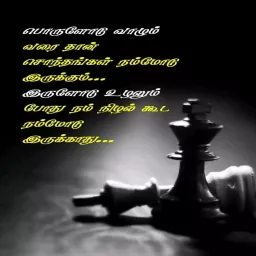 பொருளோடு வாழும்
வரை தான்
சொந்தங்கள் நம்மோடு
இருக்கும்...
இருளோடு உழலும்
போது நம் நிழல் கூட
நம்மோடு
இருக்காது...